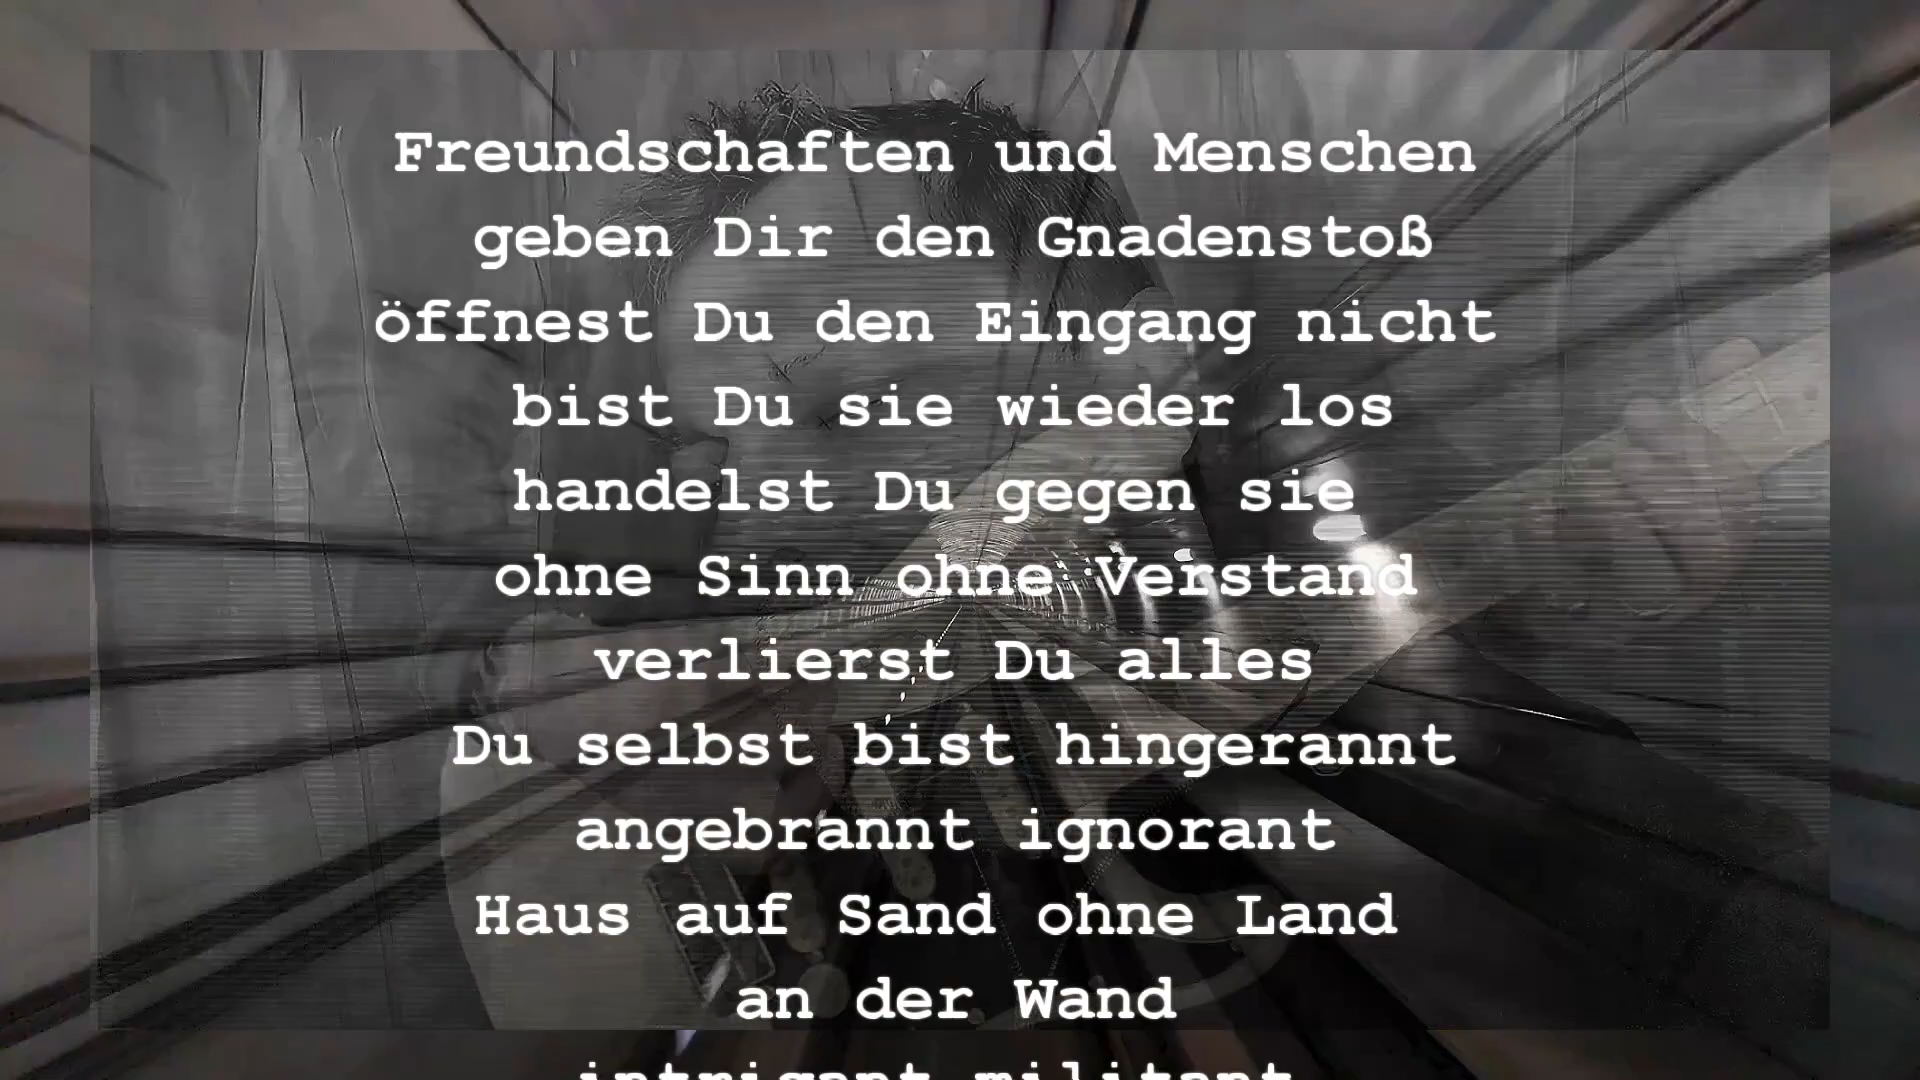 Freundschaften und Menschen
geben Dir den Gnadenstoß
öffnest Du den Eingang nicht
bist Du sie wieder los
handelst Du gegen sie
ohne Sinn ohne Verstand
verlierst Du alles
Du selbst bist hingerannt
angebrannt ignorant
Haus auf Sand ohne Land
an der Wand
intrigant militant